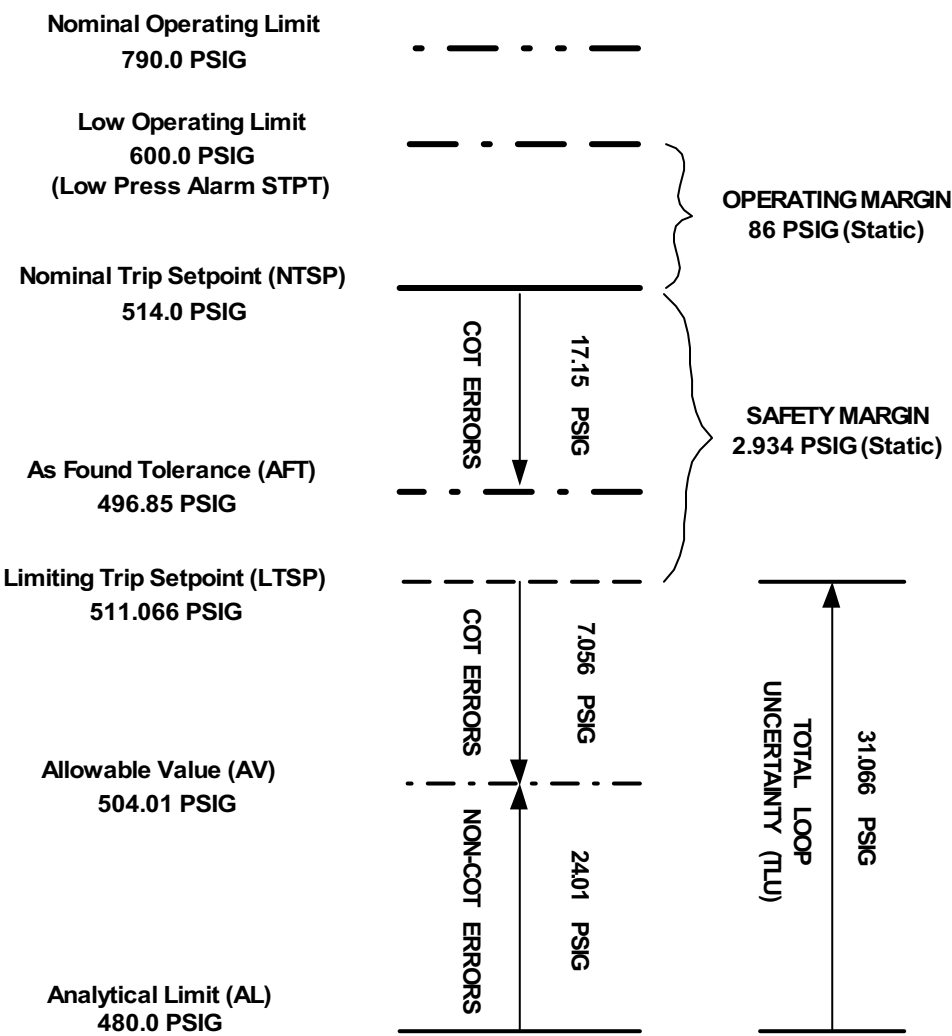 Nominal Operating Limit
790.0 PSIG
Low Operating Limit
600.0 PSIG
(Low Press Alarm STPT)
OPERATING MARGIN
86 PSIG (Static)
Nominal Trip Setpoint (NTSP)
514.0 PSIG
COT ERRORS
17.15 PSIG
SAFETY MARGIN
2.934 PSIG (Static)
As Found Tolerance (AFT)
496.85 PSIG
Limiting Trip Setpoint (LTSP)
511.066 PSIG
COT ERRORS
7.056 PSIG
TOTAL LOOP
UNCERTAINTY (TLU)
31.066 PSIG
Allowable Value (AV)
504.01 PSIG
NON-COT ERRORS
24.01 PSIG
Analytical Limit (AL)
480.0 PSIG